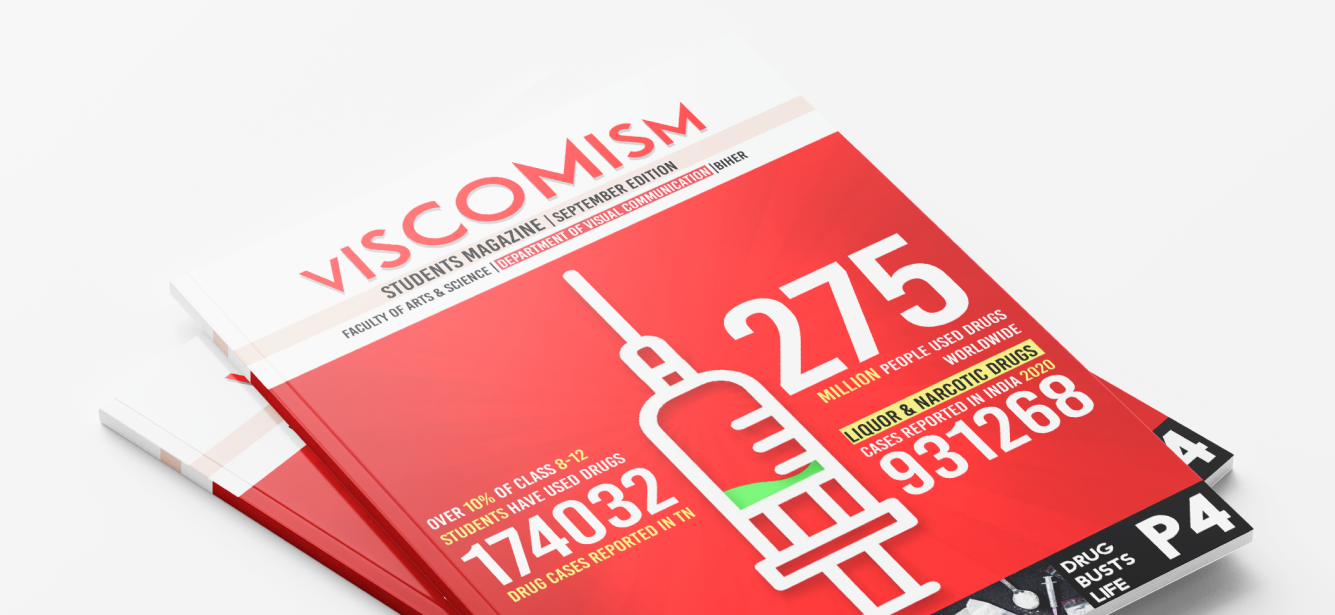 VISCOMISM
STUDENTS MAGAZINE | SEPTEMBER EDITION
FACULTY OF ARTS & SCIENCE | DEPARTMENT OF VISUAL COMMUNICATION | BIHER
275
MILLION PEOPLE USED DRUGS
WORLDWIDE
LIQUOR & NARCOTIC DRUGS
CASES REPORTED IN INDIA 2020
931268
OVER 10% OF CLASS 8-12
STUDENTS HAVE USED DRUGS
174032
DRUG CASES REPORTED IN TN
DRUG
BUSTS
LIFE
P4
4